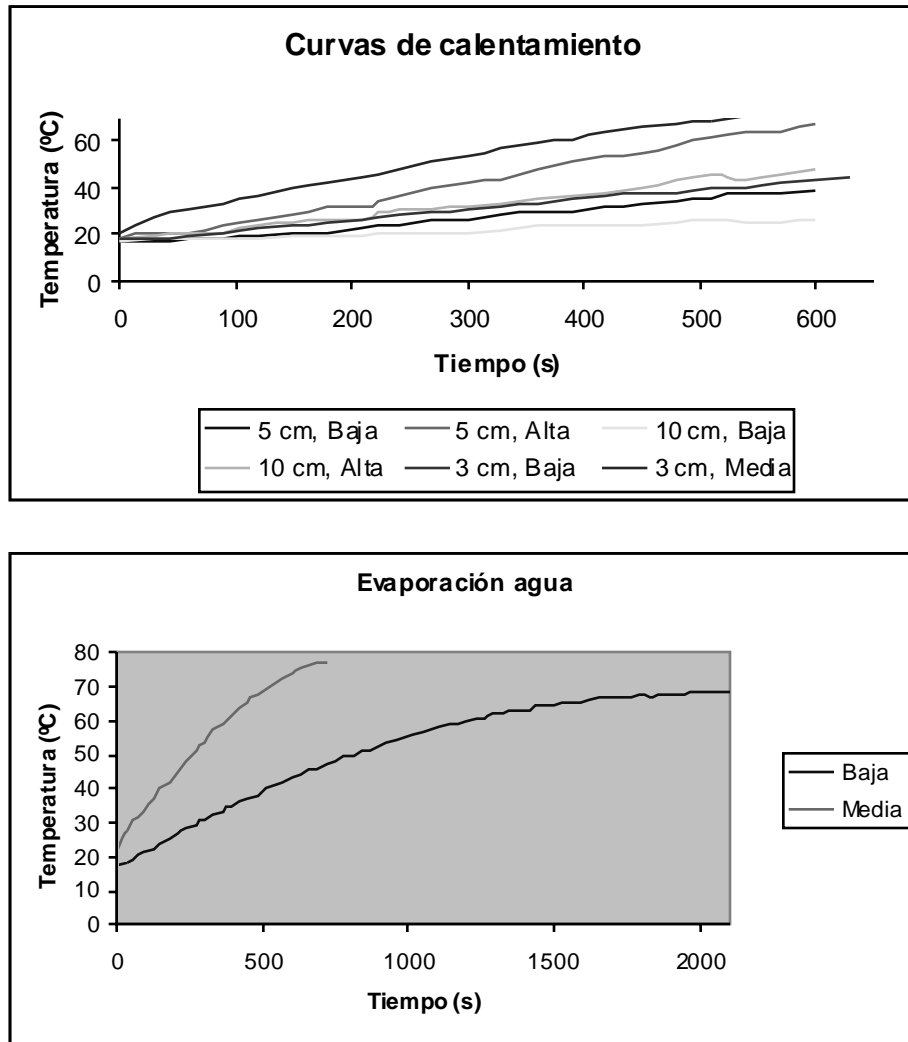 Curvas de calentamiento
Temperatura (ºC)
60
40
20
0
0 100 200 300 400 500 600
Tiempo (s)
5 cm, Baja 5 cm, Alta 10 cm, Baja
10 cm, Alta 3 cm, Baja 3 cm, Media
Evaporación agua
Temperatura (ºC)
80
70
60
50
40
30
20
10
0
0 500 1000 1500 2000
Tiempo (s)
Baja
Media